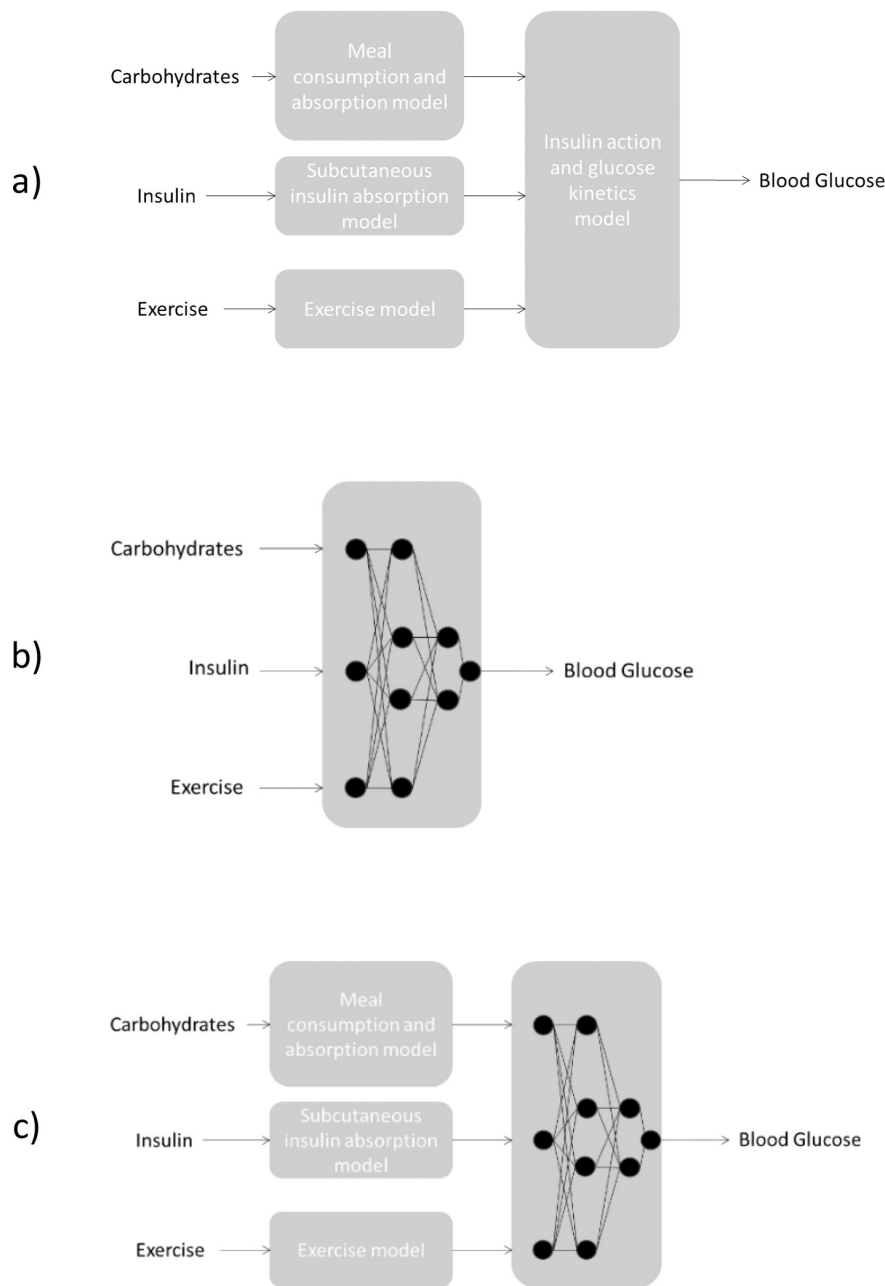 a)
Carbohydrates
Meal
consumption and
absorption model
Insulin
Subcutaneous
insulin absorption
model
Exercise
Exercise model
Insulin action
and glucose
kinetics
model
Blood Glucose
b)
Carbohydrates
Insulin
Exercise
Blood Glucose
c)
Carbohydrates
Meal
consumption and
absorption model
Insulin
Subcutaneous
insulin absorption
model
Exercise
Exercise model
Blood Glucose